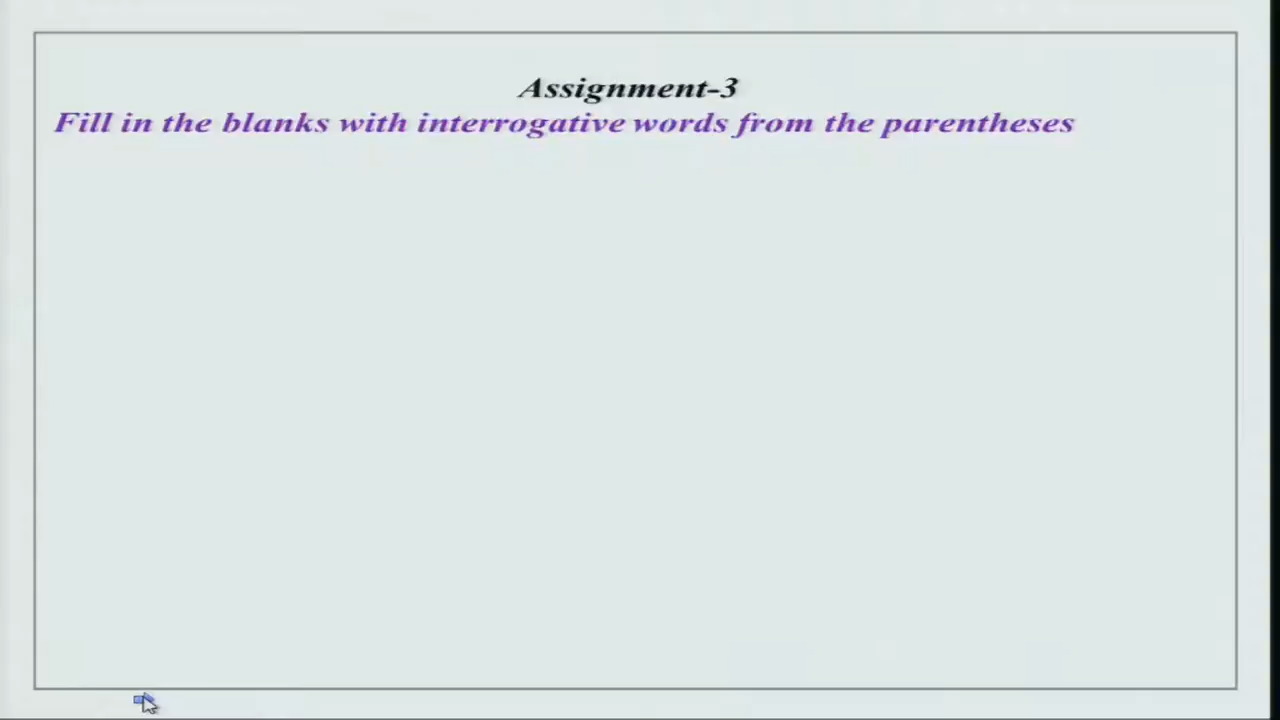 Assignment-3
Fill in the blanks with interrogative words from the parentheses